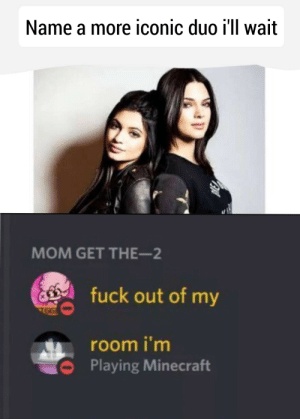 Name a more iconic duo i'll wait
MOM GET THE—2
fuck out of my
room i'm
Playing Minecraft